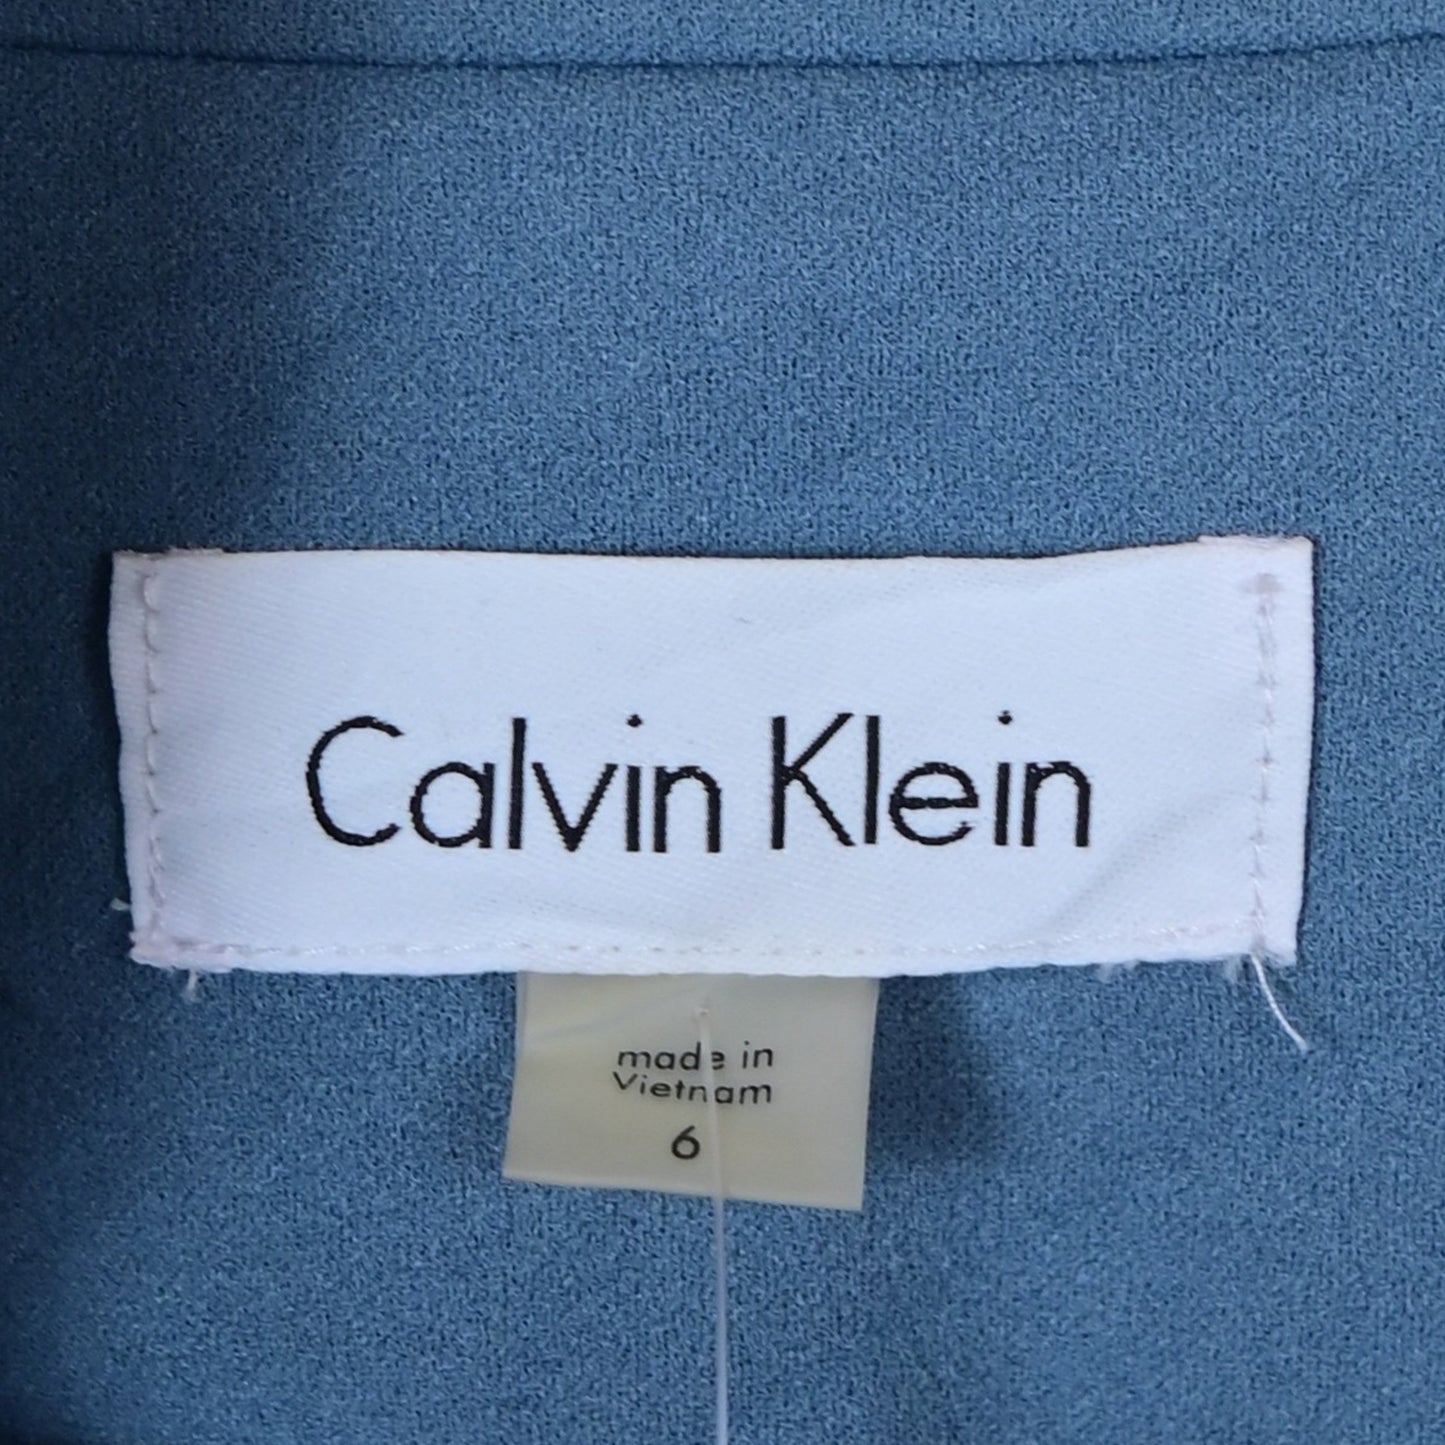 Calvin Klein
made in
Vietnam
6